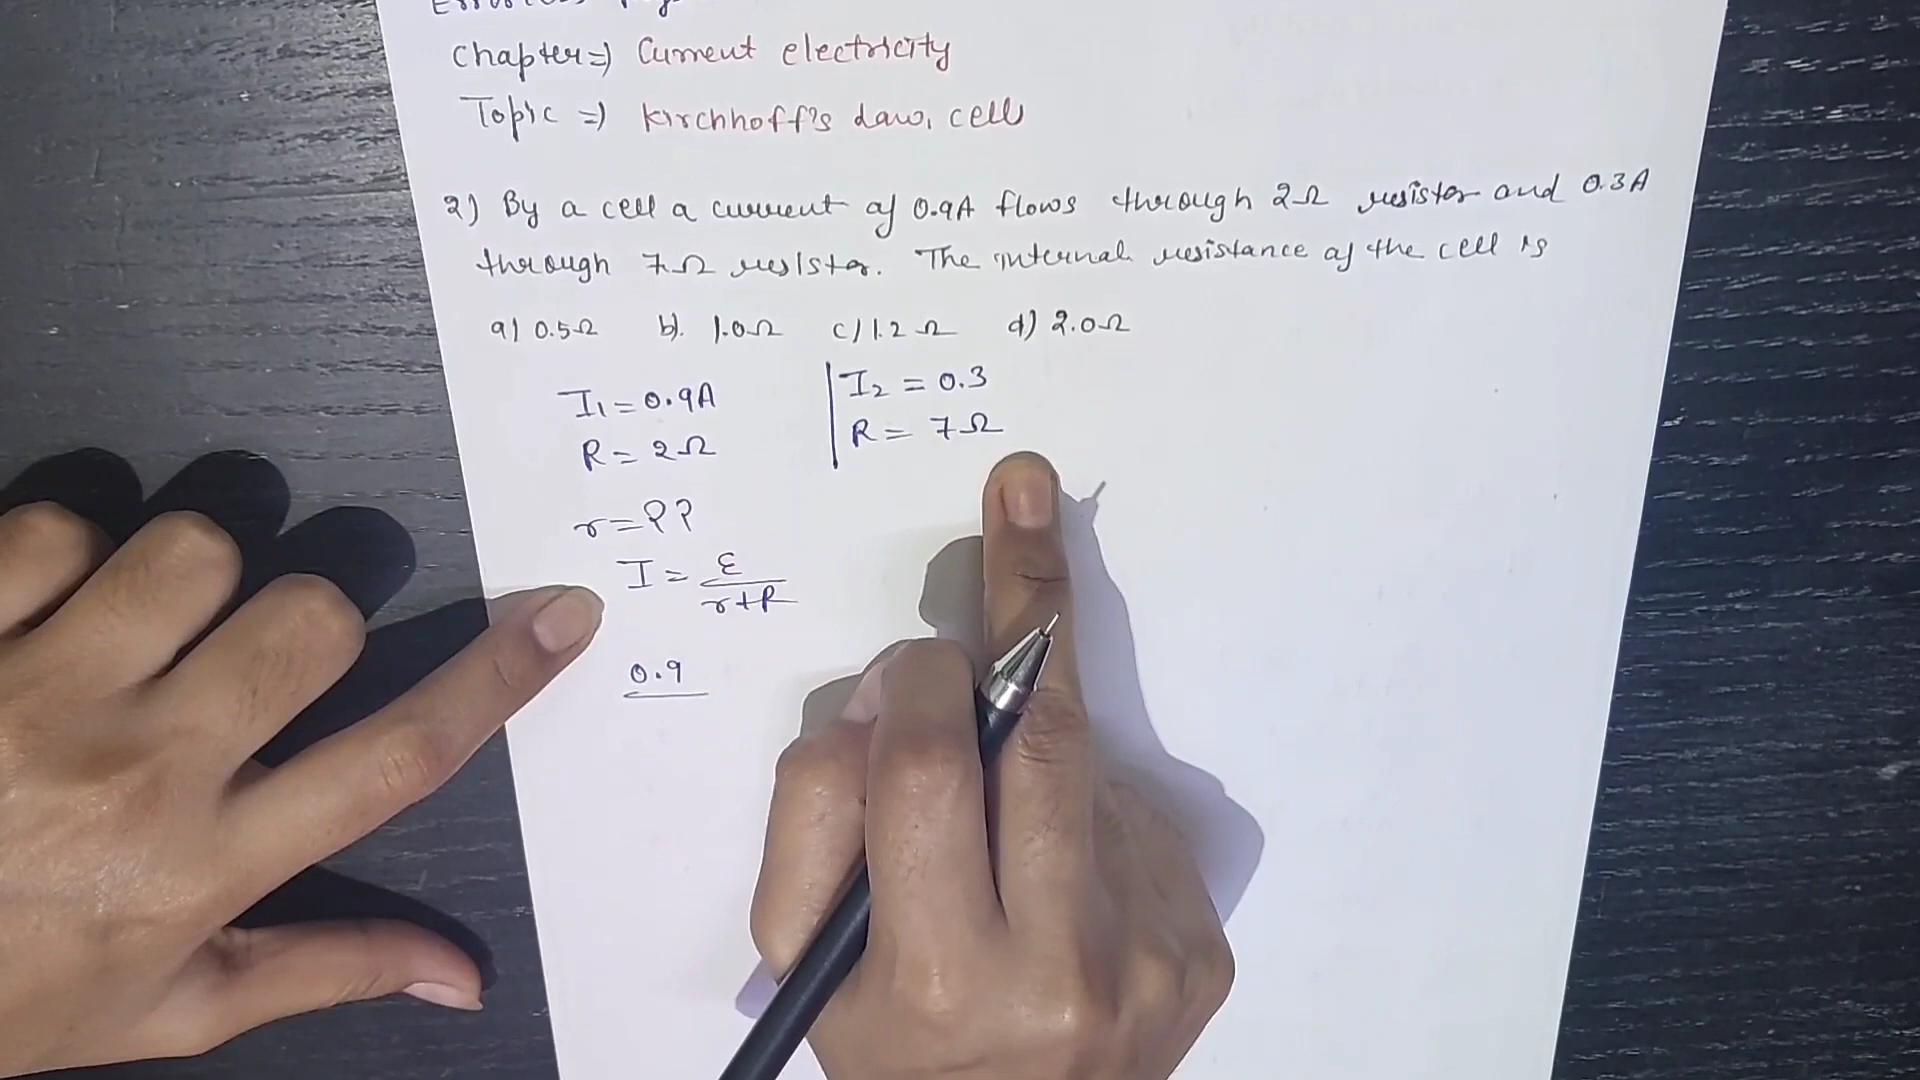 Chapter=) Current electricity
Topic =) Kirchhoff's law, cell
2) By a cell a current of 0.9A flows through 2Ω resistor and 0.3A
through 7Ω resistor. The internal resistance of the cell is
a) 0.5Ω b). 1.0Ω c) 1.2 Ω d) 2.0Ω
I₁ = 0.9A
R = 2Ω
I₂ = 0.3
R = 7Ω
r = ??
I = ε / r+R
0.9